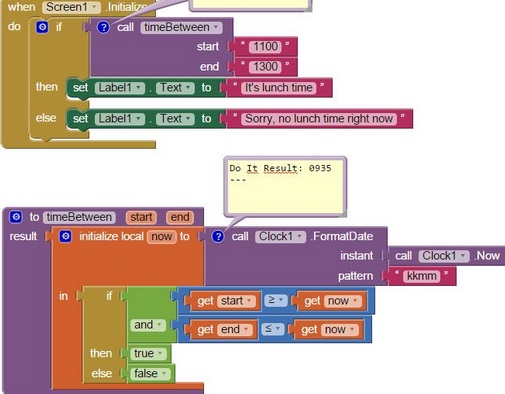 when Screen1 .Initialize
do if call timeBetween
start " 1100 "
end " 1300 "
then set Label1 . Text to " It's lunch time "
else set Label1 . Text to " Sorry, no lunch time right now "
Do It Result: 0935
---
to timeBetween start end
result initialize local now to call Clock1 .FormatDate
instant call Clock1 .Now
pattern " kkmm "
in if get start ≥ get now
and get end ≤ get now
then true
else false